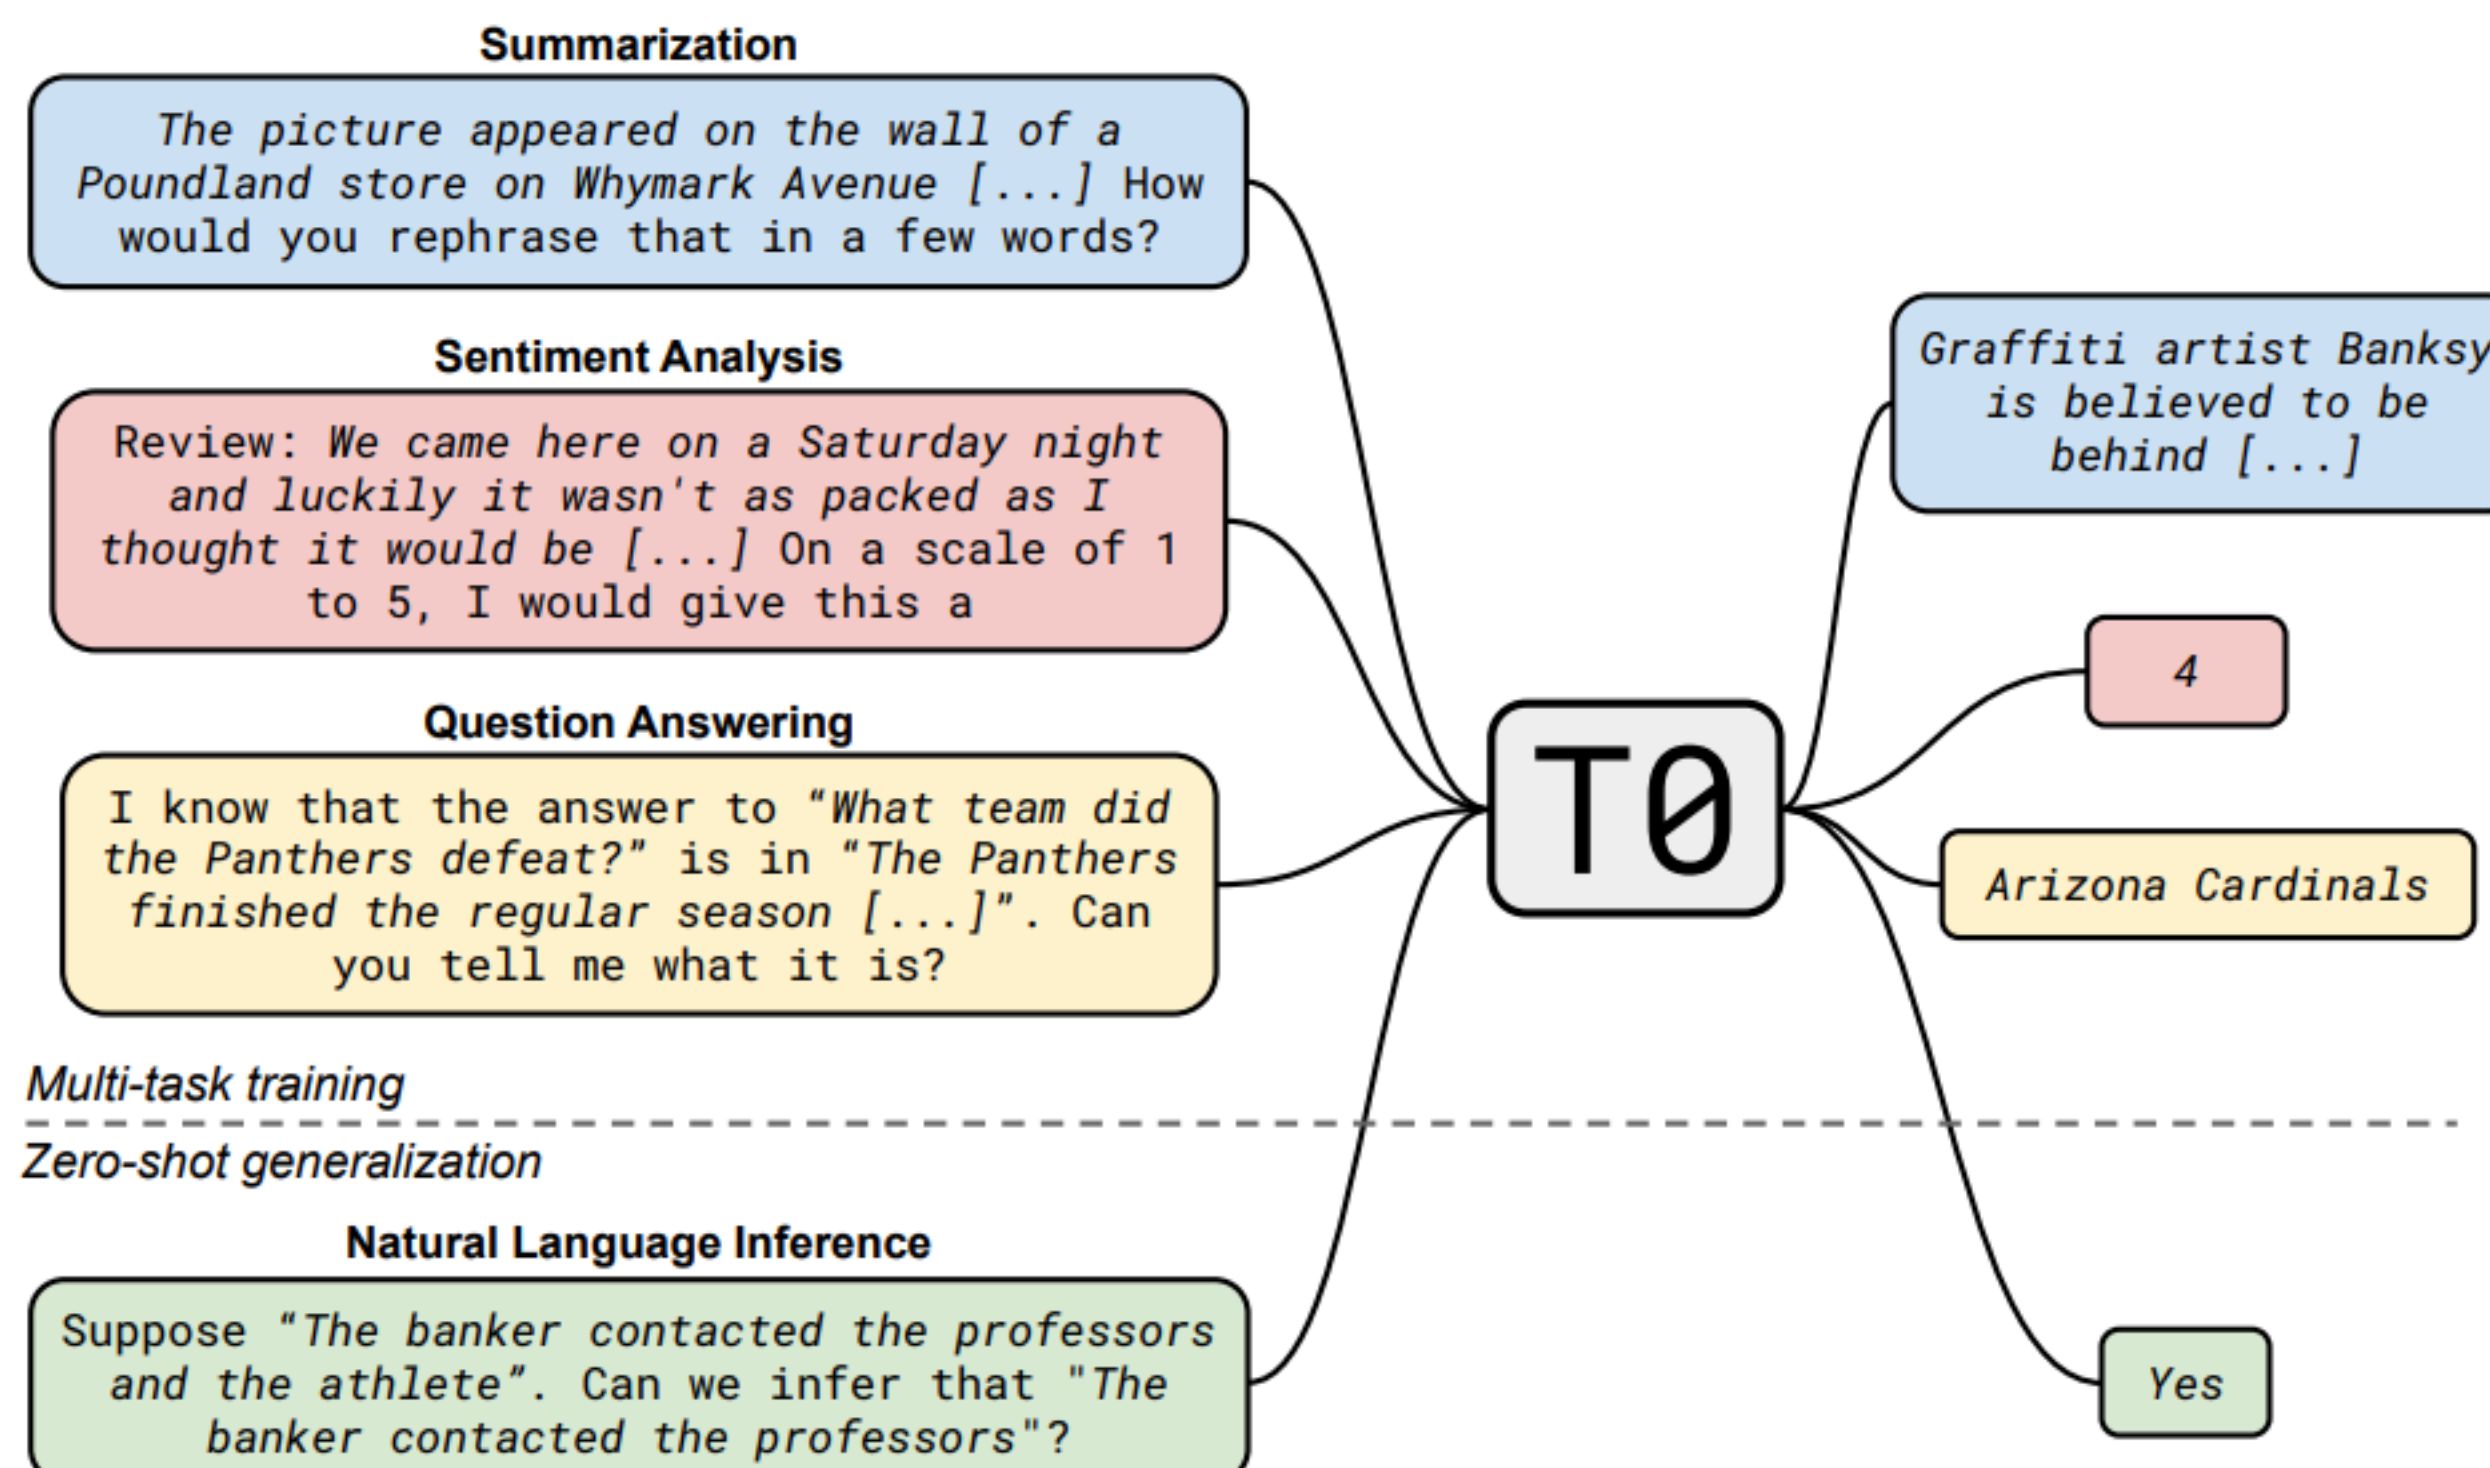 Summarization
The picture appeared on the wall of a
Poundland store on Whymark Avenue [...] How
would you rephrase that in a few words?
Sentiment Analysis
Review: We came here on a Saturday night
and luckily it wasn't as packed as I
thought it would be [...] On a scale of 1
to 5, I would give this a
Question Answering
I know that the answer to “What team did
the Panthers defeat?” is in “The Panthers
finished the regular season [...]”. Can
you tell me what it is?
Multi-task training
Zero-shot generalization
Natural Language Inference
Suppose “The banker contacted the professors
and the athlete”. Can we infer that "The
banker contacted the professors"?
T0
Graffiti artist Banksy
is believed to be
behind [...]
4
Arizona Cardinals
Yes